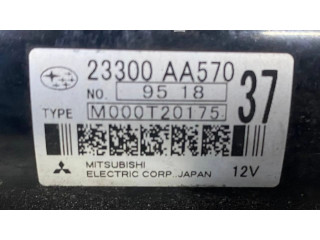 23300 AA570
NO. 95 18
37
TYPE M000T20175
MITSUBISHI
ELECTRIC CORP. JAPAN 12V